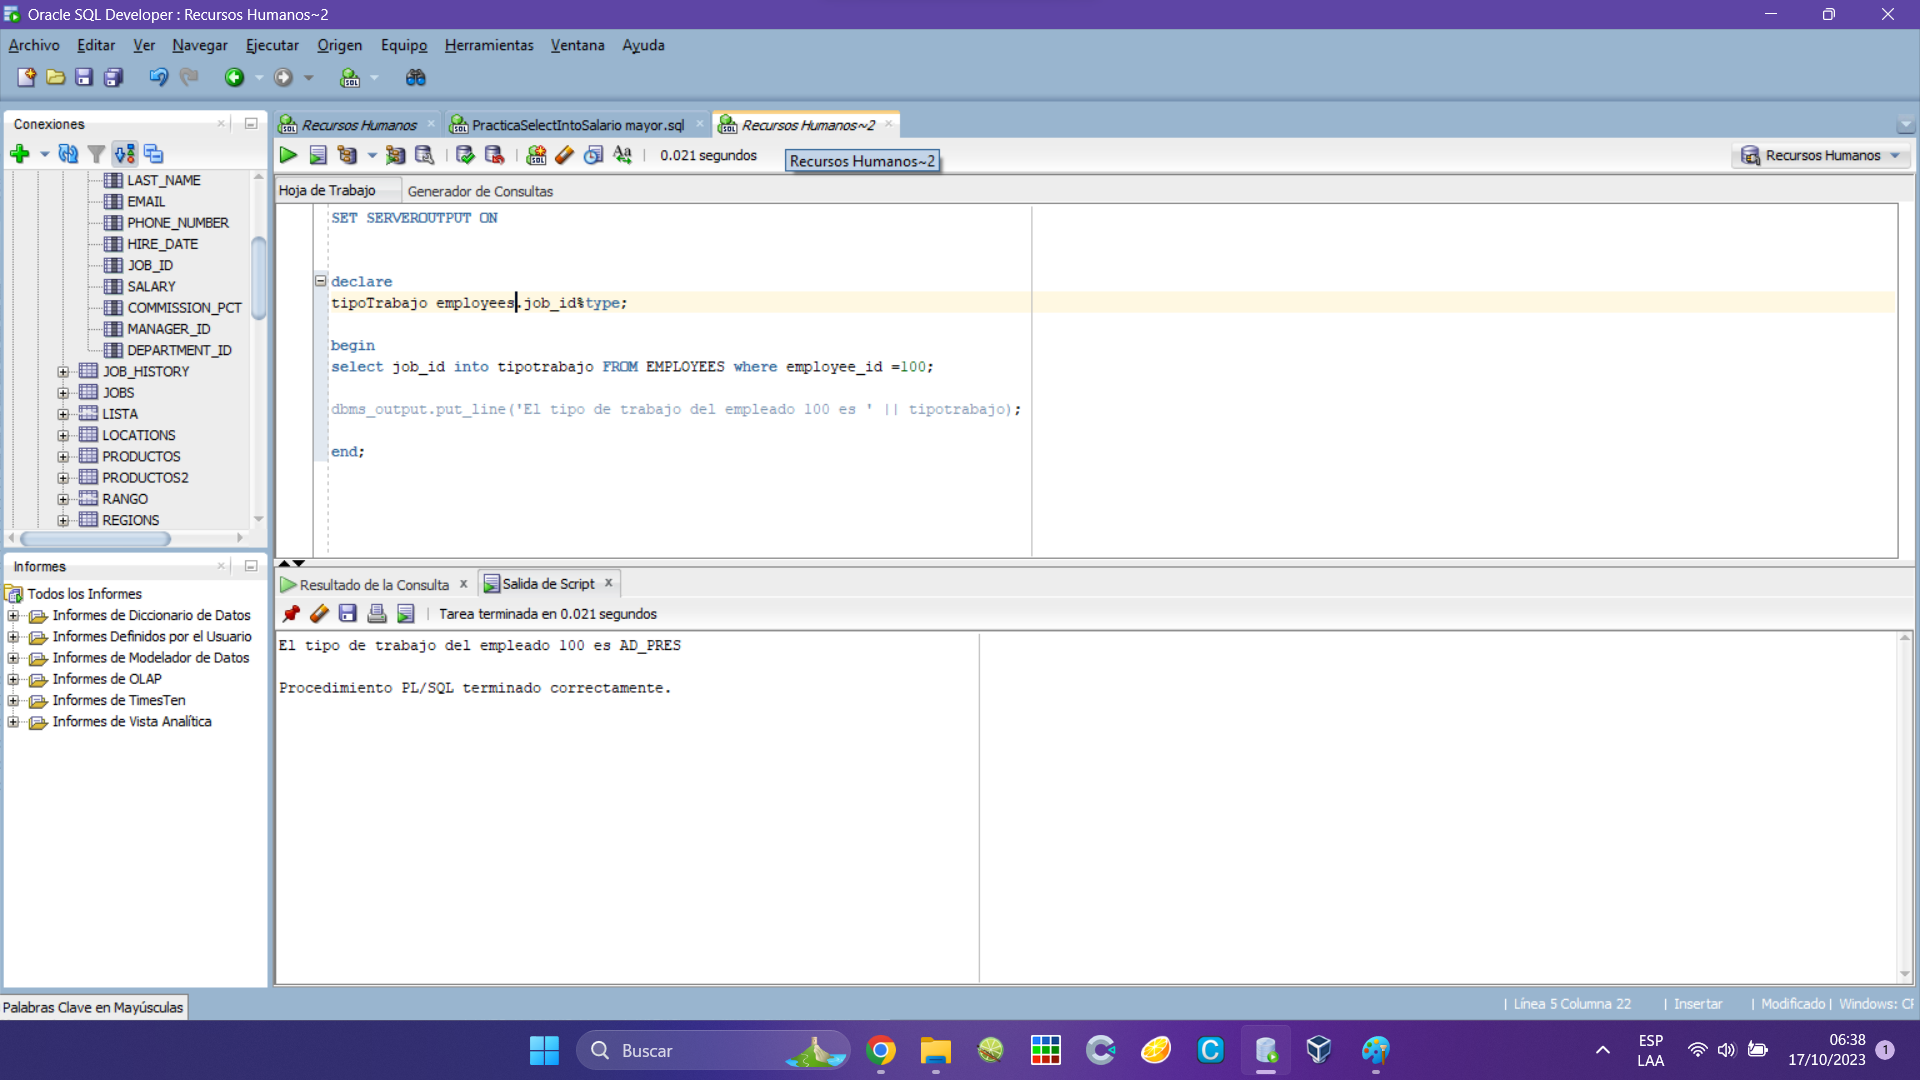 Oracle SQL Developer : Recursos Humanos~2
Archivo Editar Ver Navegar Ejecutar Origen Equipo Herramientas Ventana Ayuda
Conexiones
Recursos Humanos
PracticaSelectIntoSalario mayor.sql
Recursos Humanos~2
0.021 segundos
Recursos Humanos~2
Recursos Humanos
Hoja de Trabajo
Generador de Consultas
LAST_NAME
EMAIL
PHONE_NUMBER
HIRE_DATE
JOB_ID
SALARY
COMMISSION_PCT
MANAGER_ID
DEPARTMENT_ID
JOB_HISTORY
JOBS
LISTA
LOCATIONS
PRODUCTOS
PRODUCTOS2
RANGO
REGIONS
SET SERVEROUTPUT ON
declare
tipoTrabajo employees.job_id%type;
begin
select job_id into tipotrabajo FROM EMPLOYEES where employee_id =100;
dbms_output.put_line('El tipo de trabajo del empleado 100 es ' || tipotrabajo);
end;
Informes
Todos los Informes
Informes de Diccionario de Datos
Informes Definidos por el Usuario
Informes de Modelador de Datos
Informes de OLAP
Informes de TimesTen
Informes de Vista Analítica
Resultado de la Consulta
Salida de Script
Tarea terminada en 0.021 segundos
El tipo de trabajo del empleado 100 es AD_PRES
Procedimiento PL/SQL terminado correctamente.
Palabras Clave en Mayúsculas
| Línea 5 Columna 22 | Insertar | Modificado | Windows: CF
Buscar
ESP
LAA
06:38
17/10/2023
1